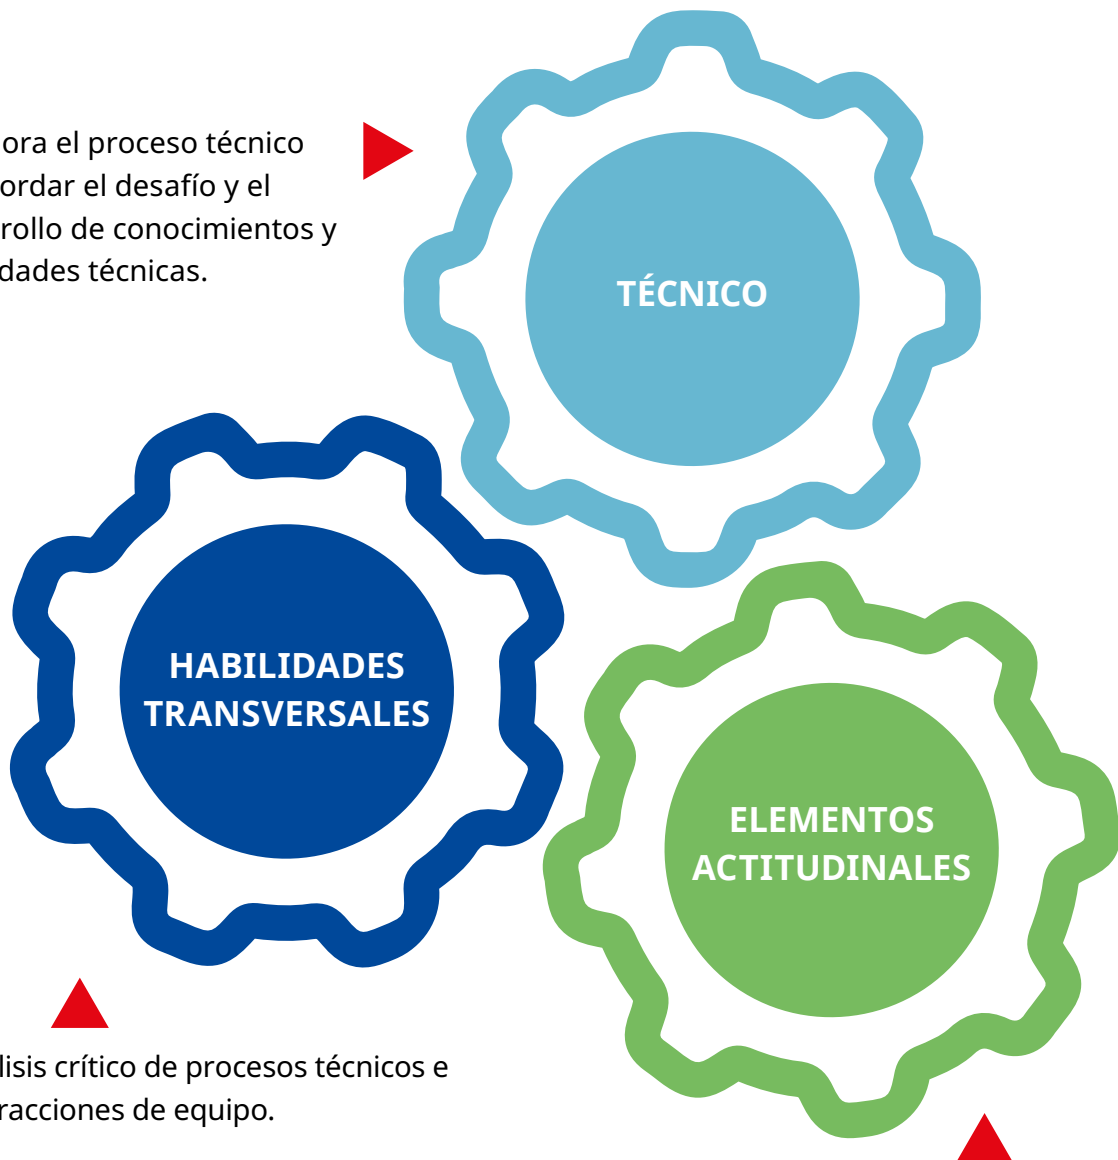 ora el proceso técnico
ordar el desafío y el
rollo de conocimientos y
dades técnicas.
TÉCNICO
HABILIDADES
TRANSVERSALES
ELEMENTOS
ACTITUDINALES
lisis crítico de procesos técnicos e
racciones de equipo.